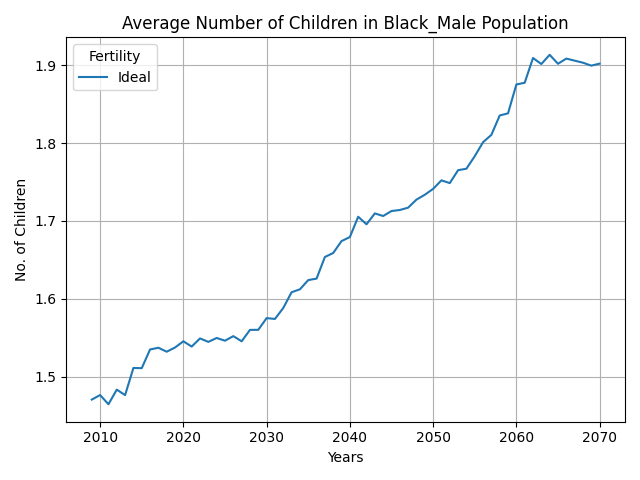 Average Number of Children in Black_Male Population
Fertility
Ideal
No. of Children
1.9
1.8
1.7
1.6
1.5
2010 2020 2030 2040 2050 2060 2070
Years